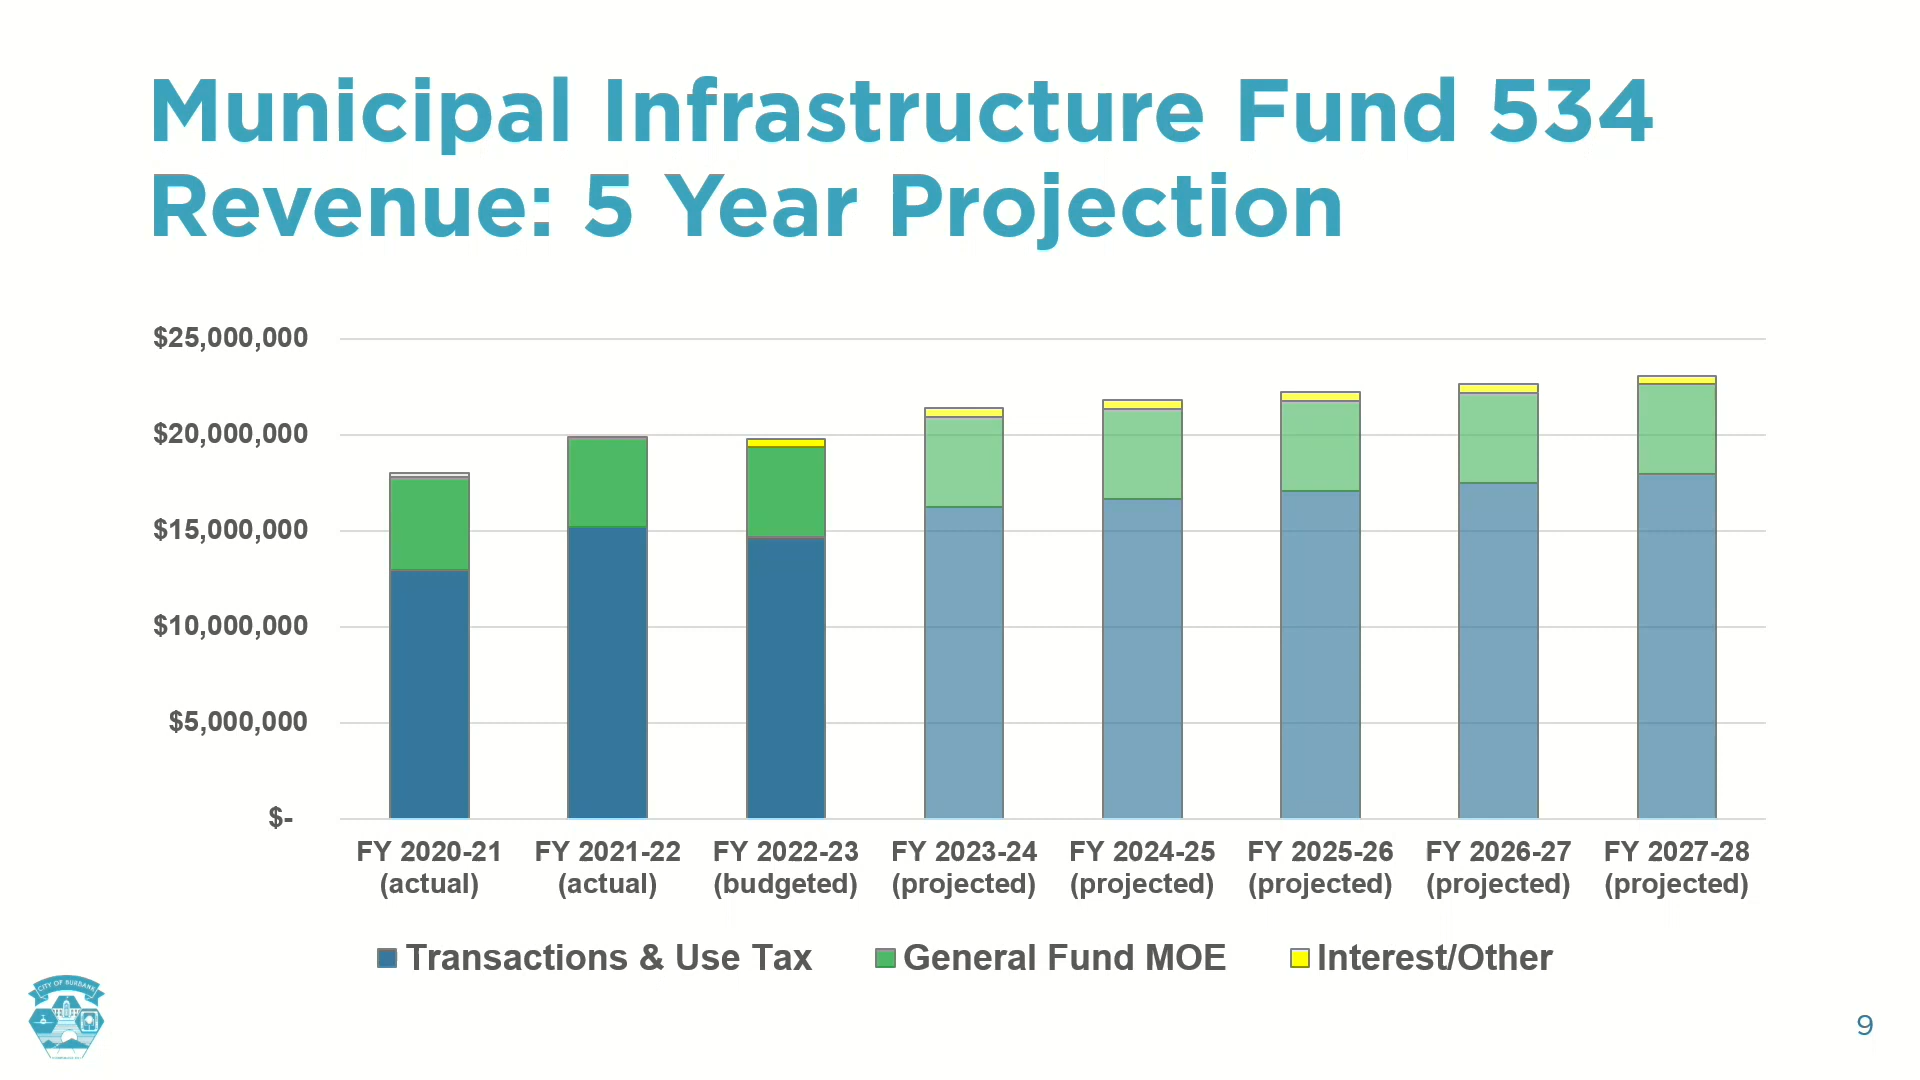 Municipal Infrastructure Fund 534
Revenue: 5 Year Projection
$25,000,000
$20,000,000
$15,000,000
$10,000,000
$5,000,000
$-
FY 2020-21 FY 2021-22 FY 2022-23 FY 2023-24 FY 2024-25 FY 2025-26 FY 2026-27 FY 2027-28
(actual) (actual) (budgeted) (projected) (projected) (projected) (projected) (projected)
Transactions & Use Tax General Fund MOE Interest/Other
CITY OF BURBANK
9